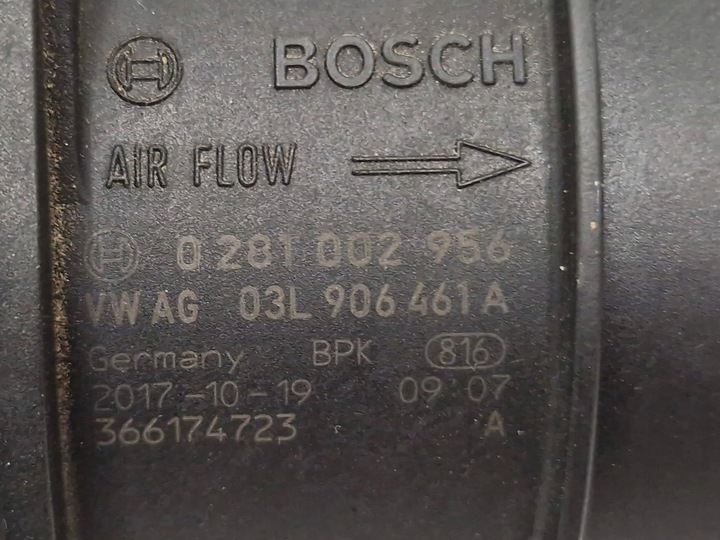 BOSCH
AIR FLOW
0 281 002 956
VW AG 03L 906 461 A
Germany BPK 816
2017-10-19 09:07
366174723 A